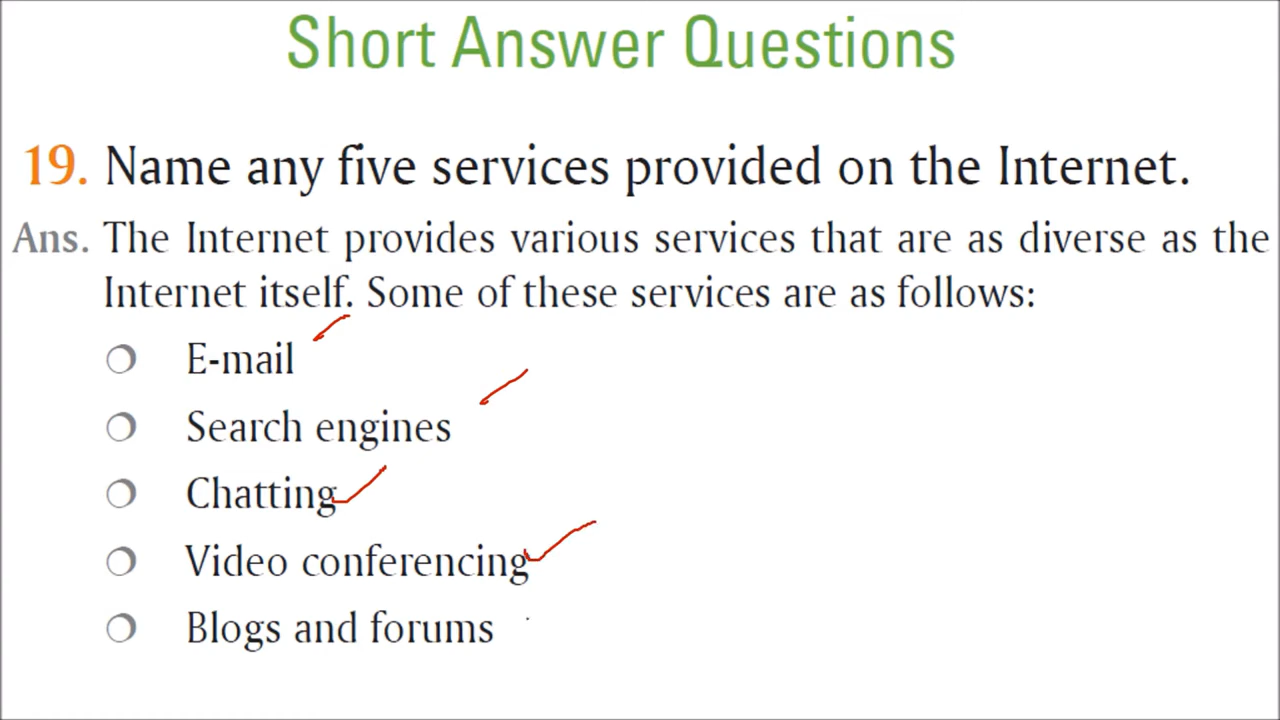 Short Answer Questions
19. Name any five services provided on the Internet.
Ans. The Internet provides various services that are as diverse as the
Internet itself. Some of these services are as follows:
E-mail
Search engines
Chatting
Video conferencing
Blogs and forums